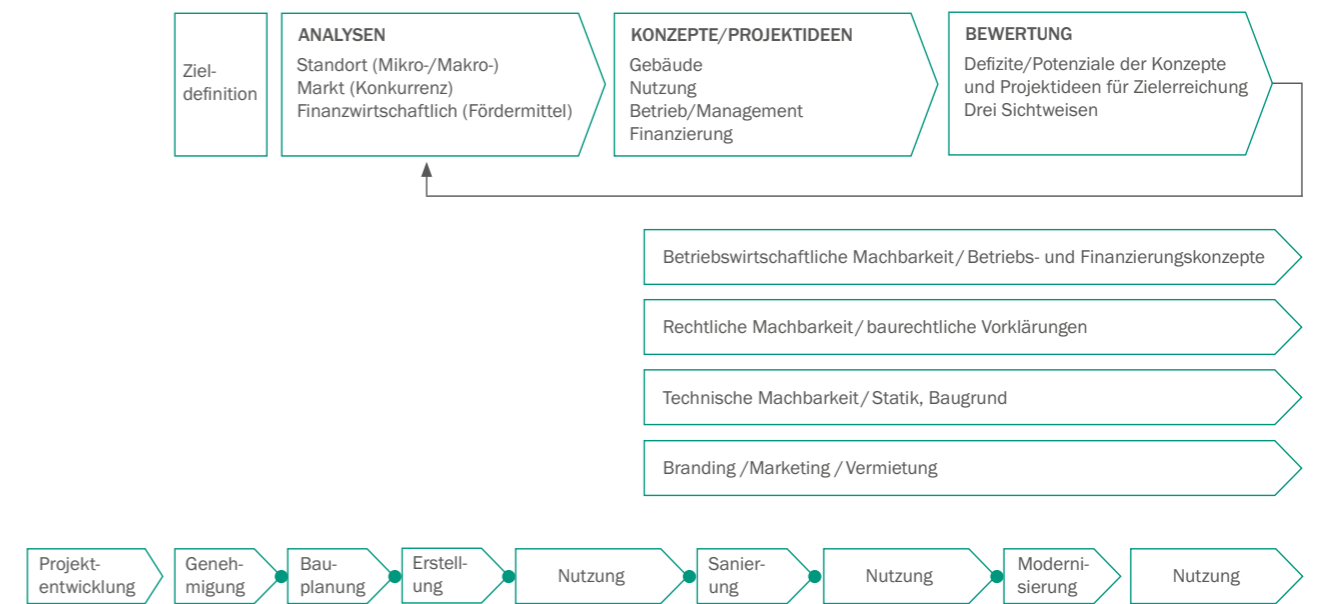 Ziel-
definition
ANALYSEN
Standort (Mikro-/Makro-)
Markt (Konkurrenz)
Finanzwirtschaftlich (Fördermittel)
KONZEPTE/PROJEKTIDEEN
Gebäude
Nutzung
Betrieb/Management
Finanzierung
BEWERTUNG
Defizite/Potenziale der Konzepte
und Projektideen für Zielerreichung
Drei Sichtweisen
Betriebswirtschaftliche Machbarkeit/Betriebs- und Finanzierungskonzepte
Rechtliche Machbarkeit/baurechtliche Vorklärungen
Technische Machbarkeit/Statik, Baugrund
Branding/Marketing/Vermietung
Projekt-
entwicklung
Geneh-
migung
Bau-
planung
Erstell-
ung
Nutzung
Sanier-
ung
Nutzung
Moderni-
sierung
Nutzung